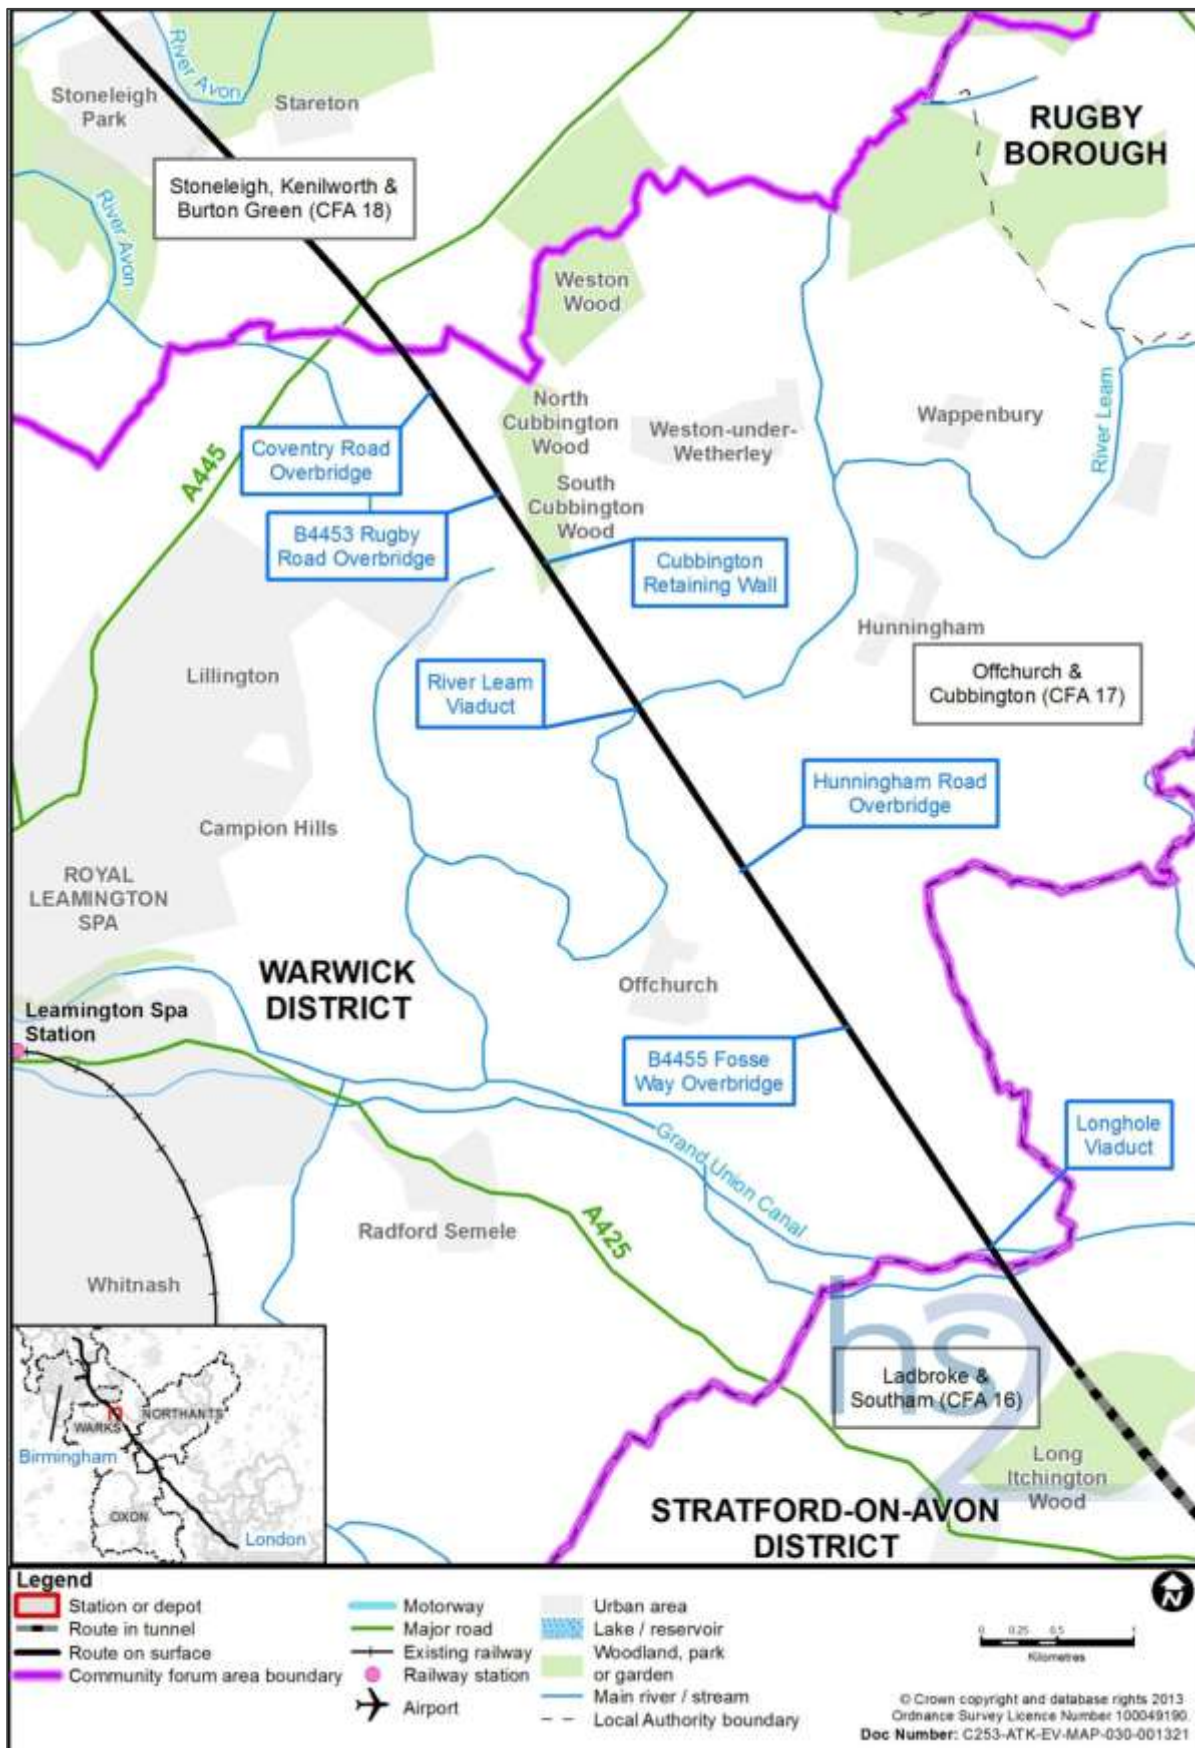 River Avon
Stoneleigh
Park
Stareton
RUGBY
BOROUGH
Stoneleigh, Kenilworth &
Burton Green (CFA 18)
River Avon
Weston
Wood
North
Cubbington
Wood
Weston-under-
Wetherley
Wappenbury
River Leam
Coventry Road
Overbridge
A445
South
Cubbington
Wood
B4453 Rugby
Road Overbridge
Cubbington
Retaining Wall
Hunningham
Offchurch &
Cubbington (CFA 17)
Lillington
River Leam
Viaduct
Hunningham Road
Overbridge
Campion Hills
ROYAL
LEAMINGTON
SPA
WARWICK
DISTRICT
Offchurch
Leamington Spa
Station
B4455 Fosse
Way Overbridge
Longhole
Viaduct
Grand Union Canal
Radford Semele
A425
Whitnash
hs2
Ladbroke &
Southam (CFA 16)
Long
Itchington
Wood
STRATFORD-ON-AVON
DISTRICT
NORTHANTS
WARKS
Birmingham
OXON
London
Legend
Station or depot
Route in tunnel
Route on surface
Community forum area boundary
Motorway
Major road
Existing railway
Railway station
Airport
Urban area
Lake / reservoir
Woodland, park
or garden
Main river / stream
Local Authority boundary
N
0 0.25 0.5 1
Kilometres
© Crown copyright and database rights 2013
Ordnance Survey Licence Number 100049190.
Doc Number: C253-ATK-EV-MAP-030-001321